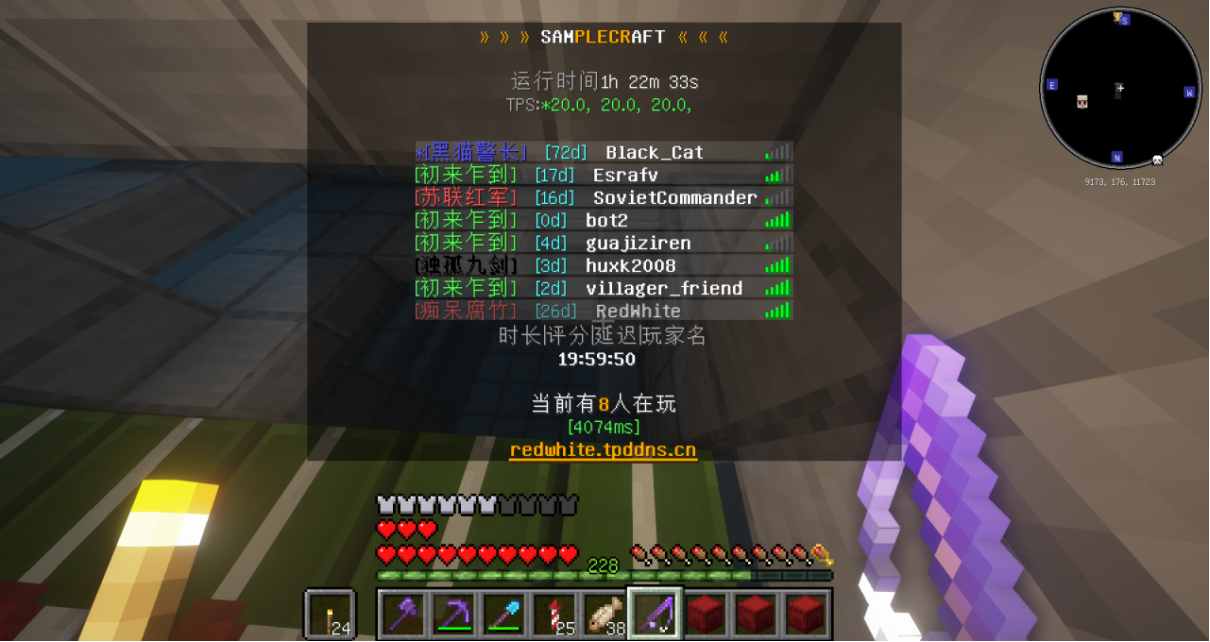 » » » SAMPLECRAFT « « «
运行时间1h 22m 33s
TPS:*20.0, 20.0, 20.0,
*[黑猫警长] [72d] Black_Cat
[初来乍到] [17d] Esrafv
[苏联红军] [16d] SovietCommander
[初来乍到] [0d] bot2
[初来乍到] [4d] guajiziren
[独孤九剑] [3d] huxk2008
[初来乍到] [2d] villager_friend
[痴呆腐竹] [26d] RedWhite
时长|评分|延迟|玩家名
19:59:50
当前有8人在玩
[4074ms]
redwhite.tpddns.cn
S
E
W
N
9173, 176, 11723
228
24
25
38